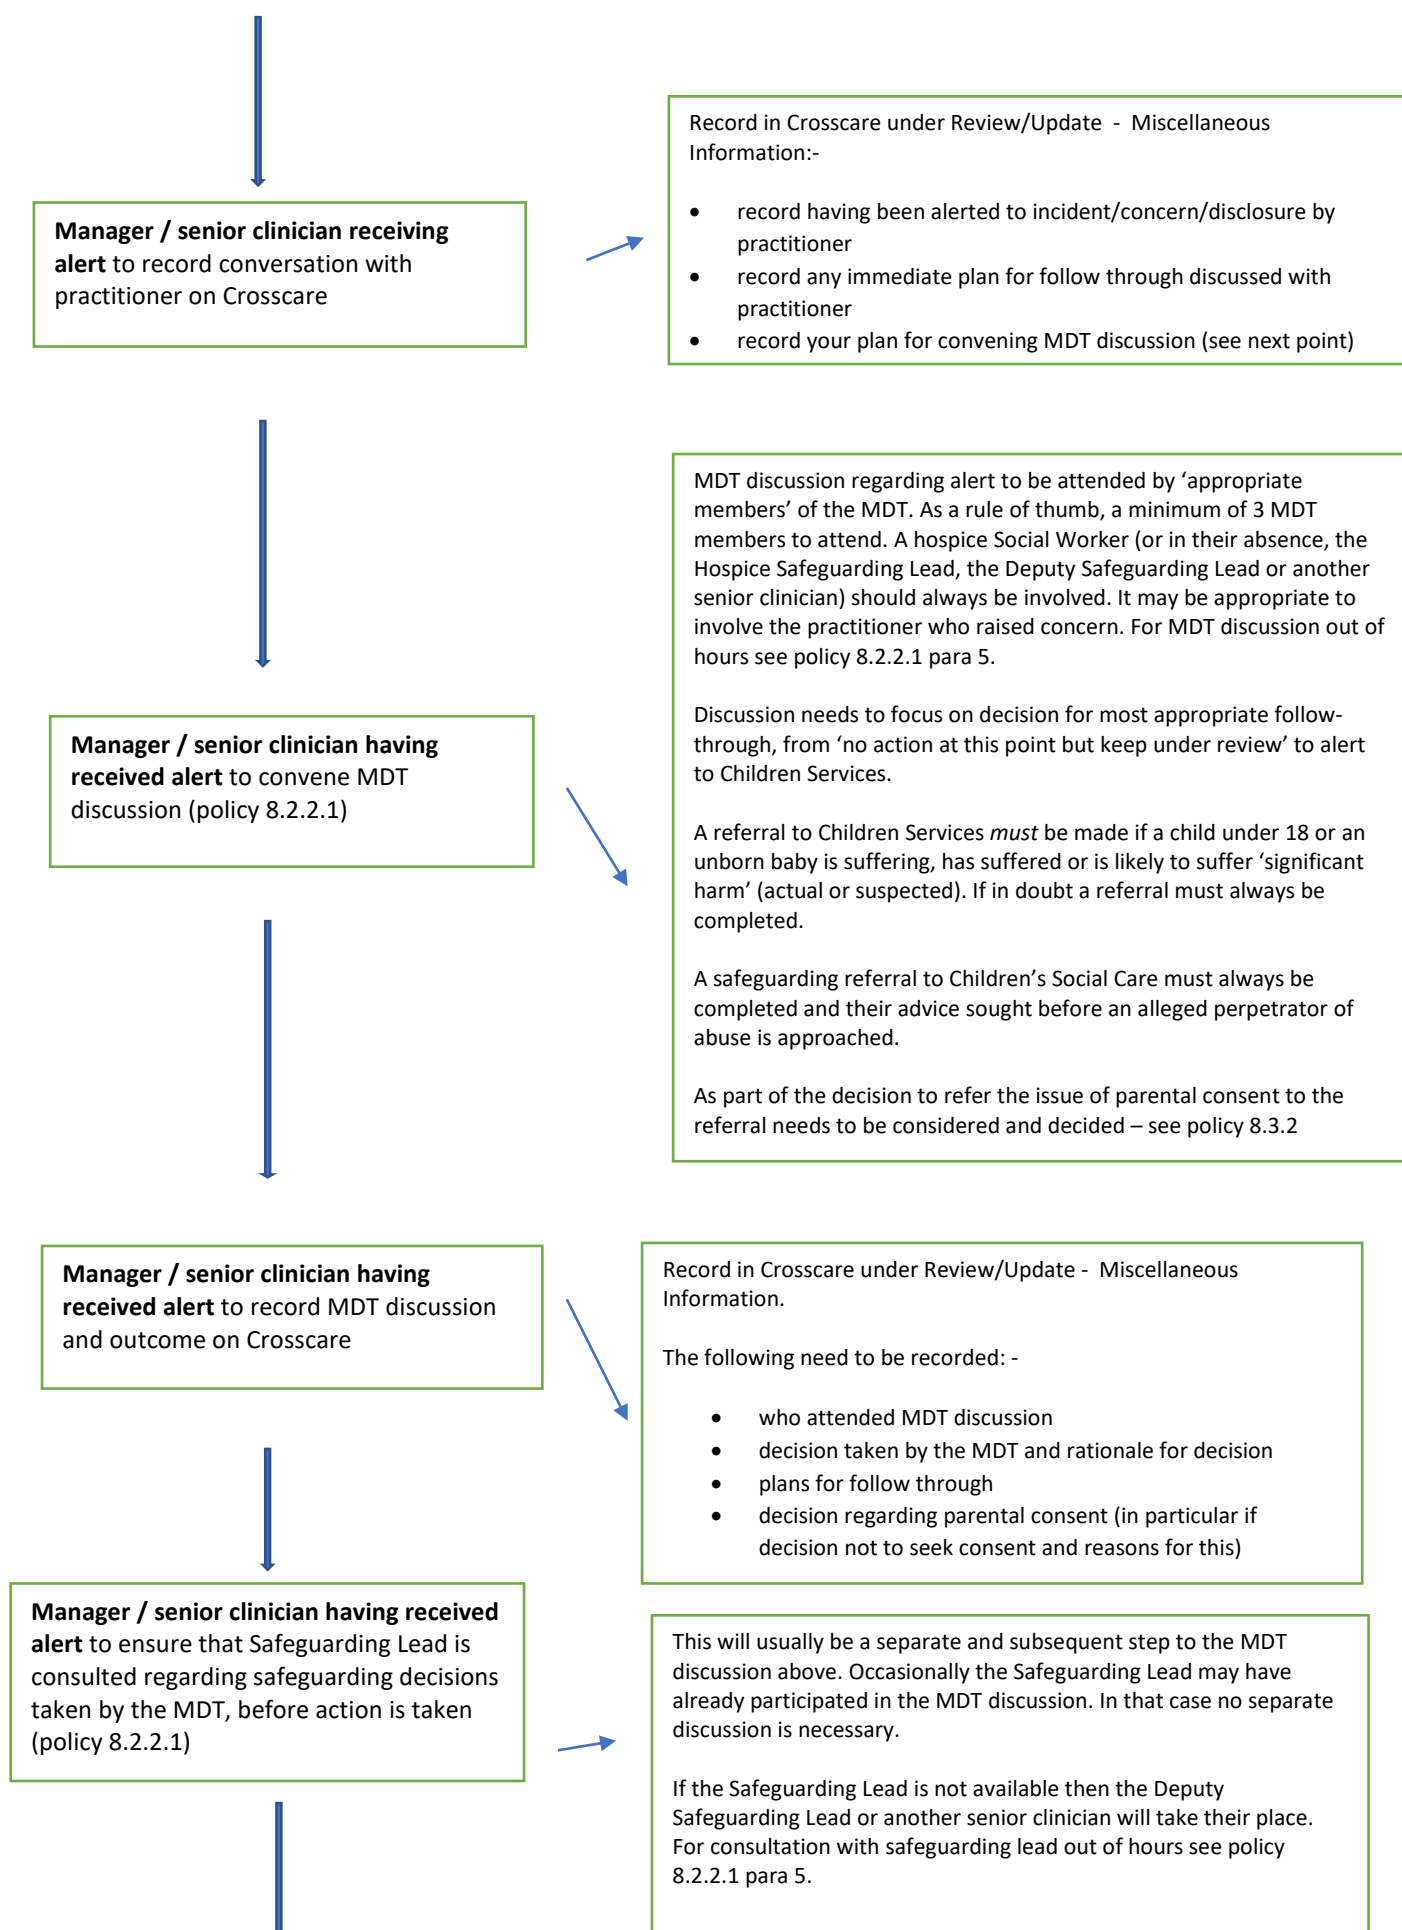 Manager / senior clinician receiving
alert to record conversation with
practitioner on Crosscare
Record in Crosscare under Review/Update - Miscellaneous
Information:-
• record having been alerted to incident/concern/disclosure by
practitioner
• record any immediate plan for follow through discussed with
practitioner
• record your plan for convening MDT discussion (see next point)
Manager / senior clinician having
received alert to convene MDT
discussion (policy 8.2.2.1)
MDT discussion regarding alert to be attended by ‘appropriate
members’ of the MDT. As a rule of thumb, a minimum of 3 MDT
members to attend. A hospice Social Worker (or in their absence, the
Hospice Safeguarding Lead, the Deputy Safeguarding Lead or another
senior clinician) should always be involved. It may be appropriate to
involve the practitioner who raised concern. For MDT discussion out of
hours see policy 8.2.2.1 para 5.
Discussion needs to focus on decision for most appropriate follow-
through, from ‘no action at this point but keep under review’ to alert
to Children Services.
A referral to Children Services must be made if a child under 18 or an
unborn baby is suffering, has suffered or is likely to suffer ‘significant
harm’ (actual or suspected). If in doubt a referral must always be
completed.
A safeguarding referral to Children’s Social Care must always be
completed and their advice sought before an alleged perpetrator of
abuse is approached.
As part of the decision to refer the issue of parental consent to the
referral needs to be considered and decided – see policy 8.3.2
Manager / senior clinician having
received alert to record MDT discussion
and outcome on Crosscare
Record in Crosscare under Review/Update - Miscellaneous
Information.
The following need to be recorded: -
• who attended MDT discussion
• decision taken by the MDT and rationale for decision
• plans for follow through
• decision regarding parental consent (in particular if
decision not to seek consent and reasons for this)
Manager / senior clinician having received
alert to ensure that Safeguarding Lead is
consulted regarding safeguarding decisions
taken by the MDT, before action is taken
(policy 8.2.2.1)
This will usually be a separate and subsequent step to the MDT
discussion above. Occasionally the Safeguarding Lead may have
already participated in the MDT discussion. In that case no separate
discussion is necessary.
If the Safeguarding Lead is not available then the Deputy
Safeguarding Lead or another senior clinician will take their place.
For consultation with safeguarding lead out of hours see policy
8.2.2.1 para 5.